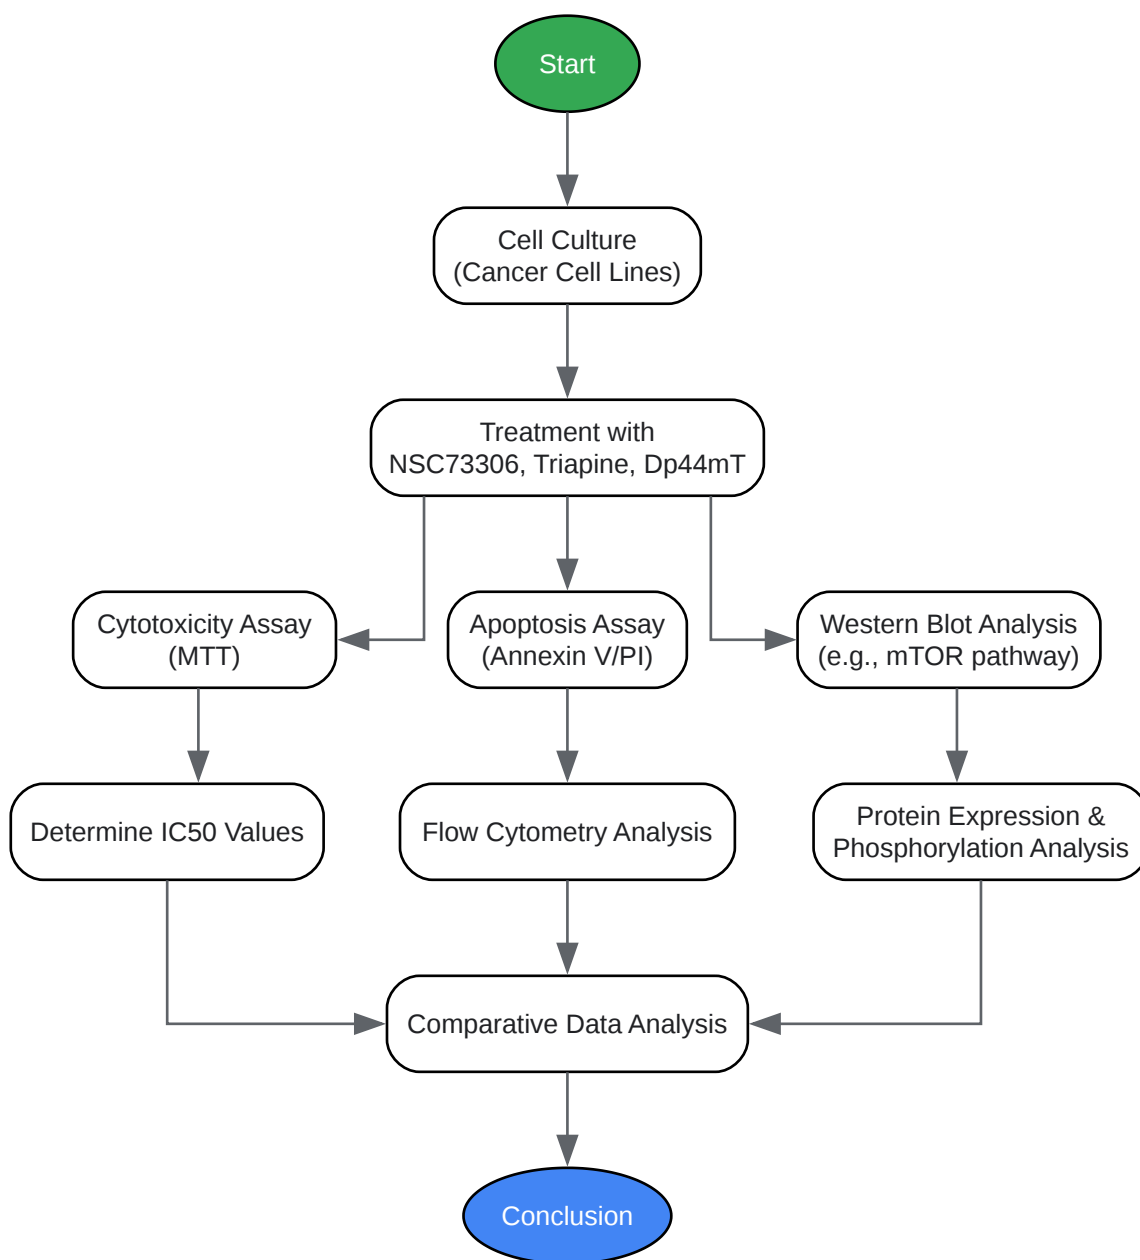 Start
Cell Culture
(Cancer Cell Lines)
Treatment with
NSC73306, Triapine, Dp44mT
Cytotoxicity Assay
(MTT)
Apoptosis Assay
(Annexin V/PI)
Western Blot Analysis
(e.g., mTOR pathway)
Determine IC50 Values
Flow Cytometry Analysis
Protein Expression &
Phosphorylation Analysis
Comparative Data Analysis
Conclusion